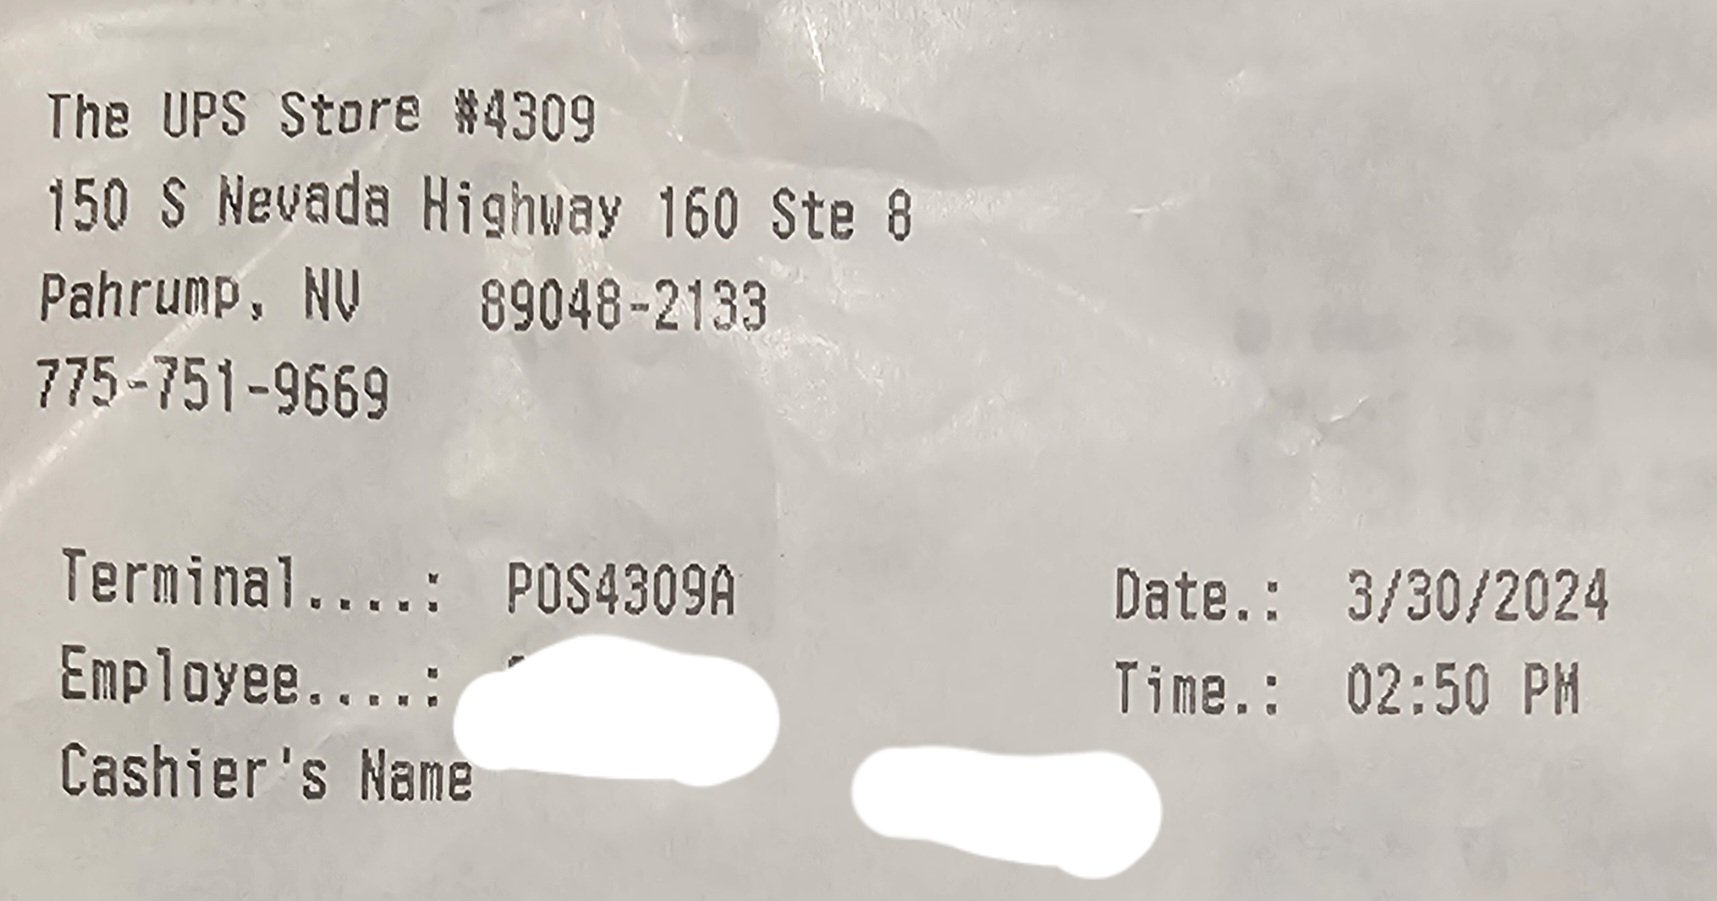 The UPS Store #4309
150 S Nevada Highway 160 Ste 8
Pahrump, NV 89048-2133
775-751-9669
Terminal....: POS4309A Date.: 3/30/2024
Employee....: Time.: 02:50 PM
Cashier's Name